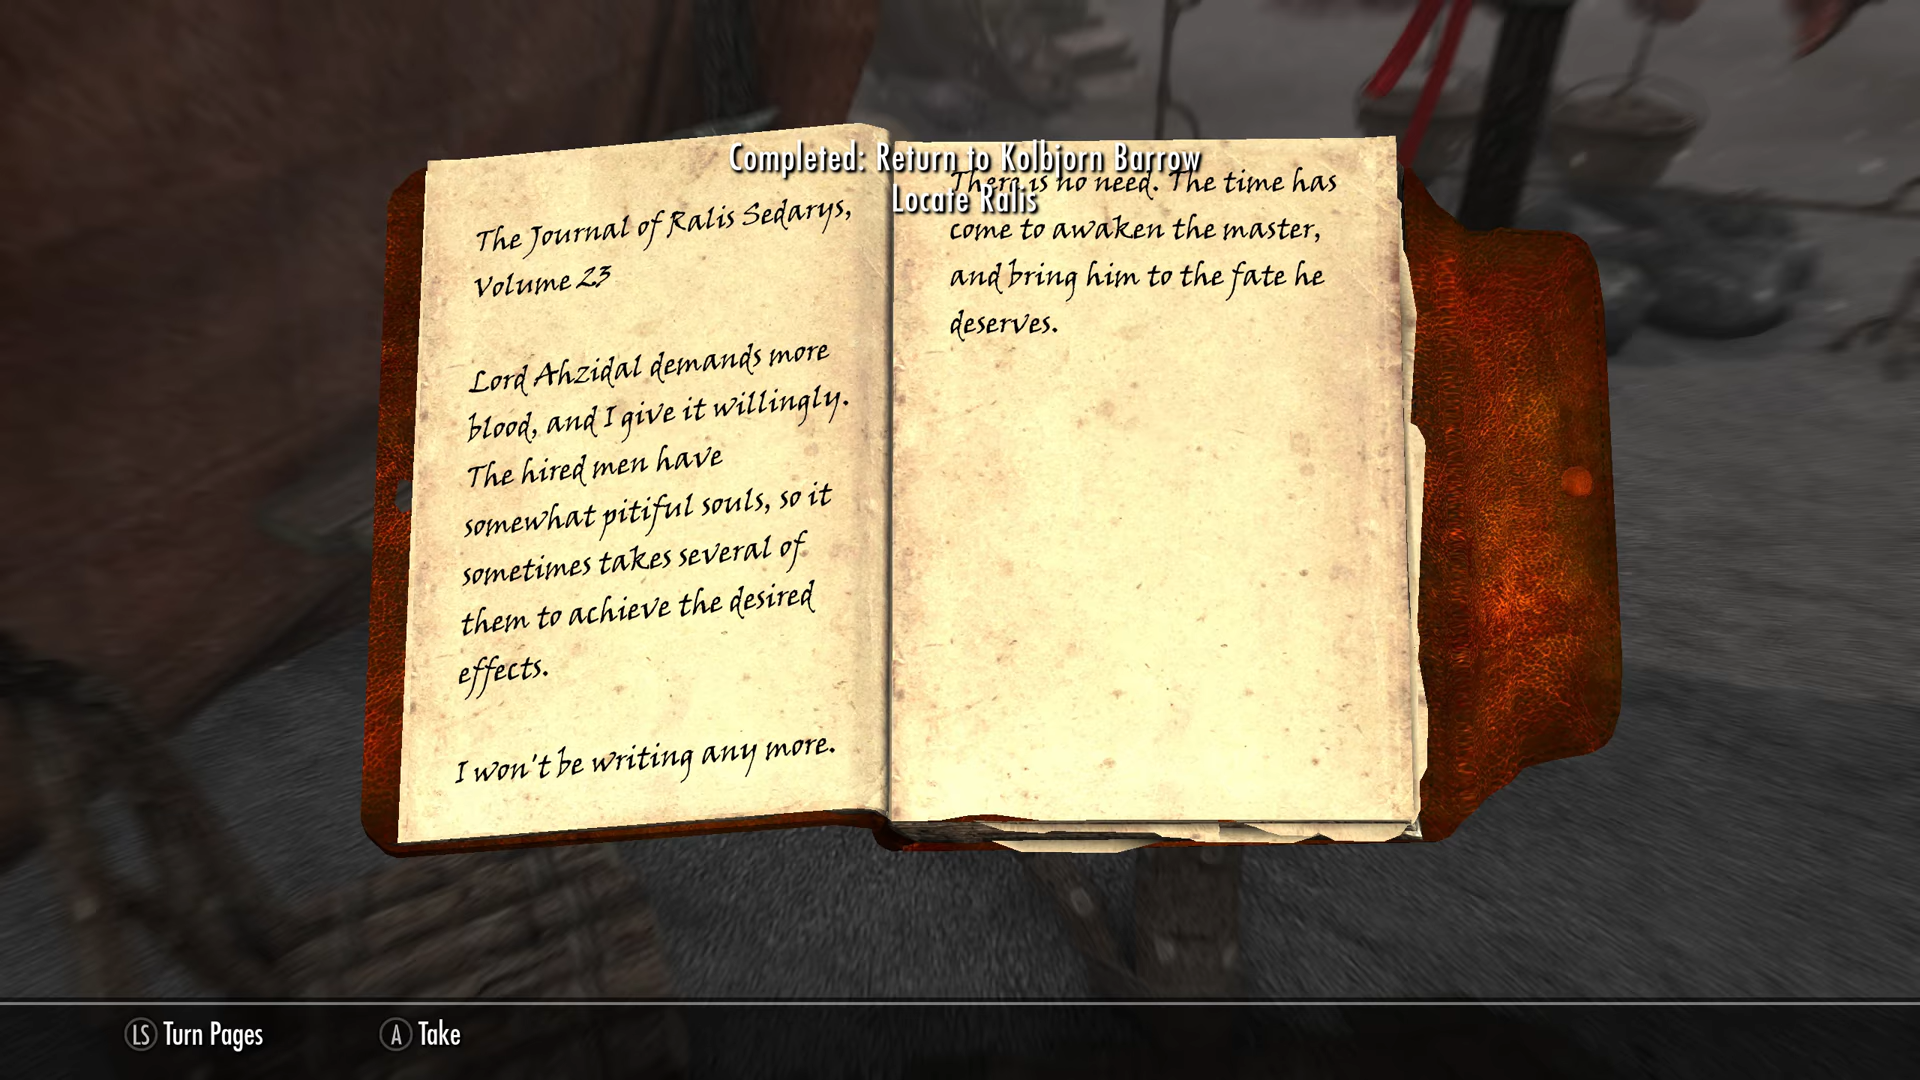 Completed: Return to Kolbjorn Barrow
Locate Ralis
The Journal of Ralis Sedarys,
Volume 23
Lord Ahzidal demands more
blood, and I give it willingly.
The hired men have
somewhat pitiful souls, so it
sometimes takes several of
them to achieve the desired
effects.
I won't be writing any more.
There is no need. The time has
come to awaken the master,
and bring him to the fate he
deserves.
LS Turn Pages
A Take